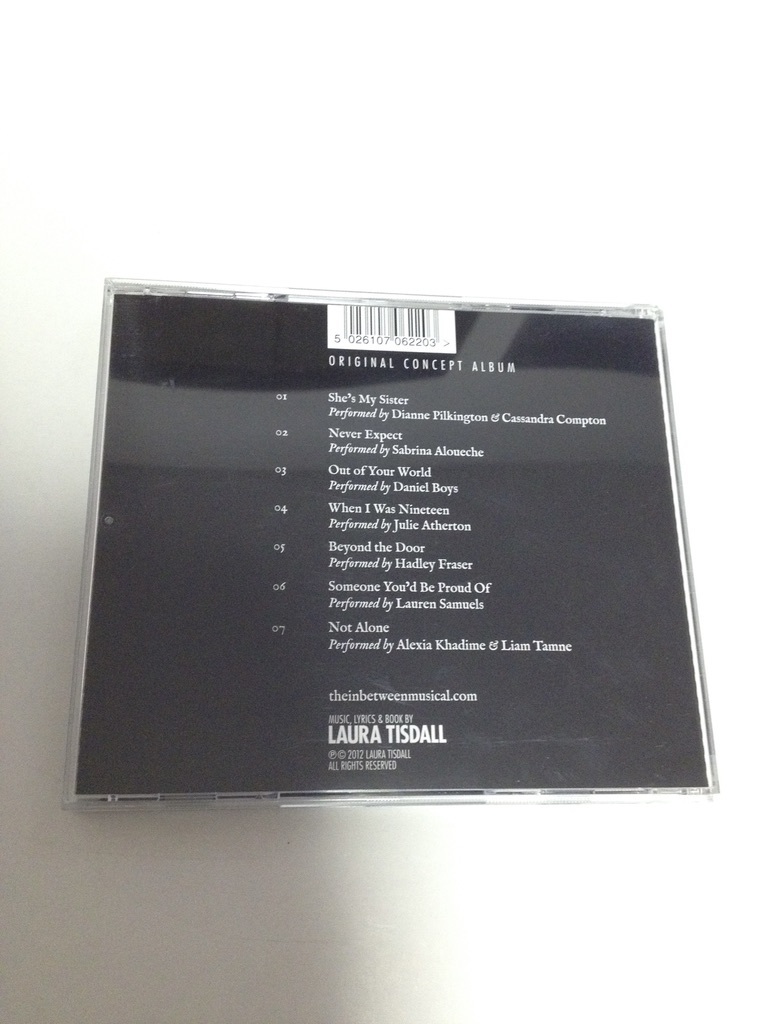 5 026107 062203 >
ORIGINAL CONCEPT ALBUM
01 She's My Sister
Performed by Dianne Pilkington & Cassandra Compton
02 Never Expect
Performed by Sabrina Aloueche
03 Out of Your World
Performed by Daniel Boys
04 When I Was Nineteen
Performed by Julie Atherton
05 Beyond the Door
Performed by Hadley Fraser
06 Someone You'd Be Proud Of
Performed by Lauren Samuels
07 Not Alone
Performed by Alexia Khadime & Liam Tamne
theinbetweenmusical.com
MUSIC, LYRICS & BOOK BY
LAURA TISDALL
℗ © 2012 LAURA TISDALL
ALL RIGHTS RESERVED